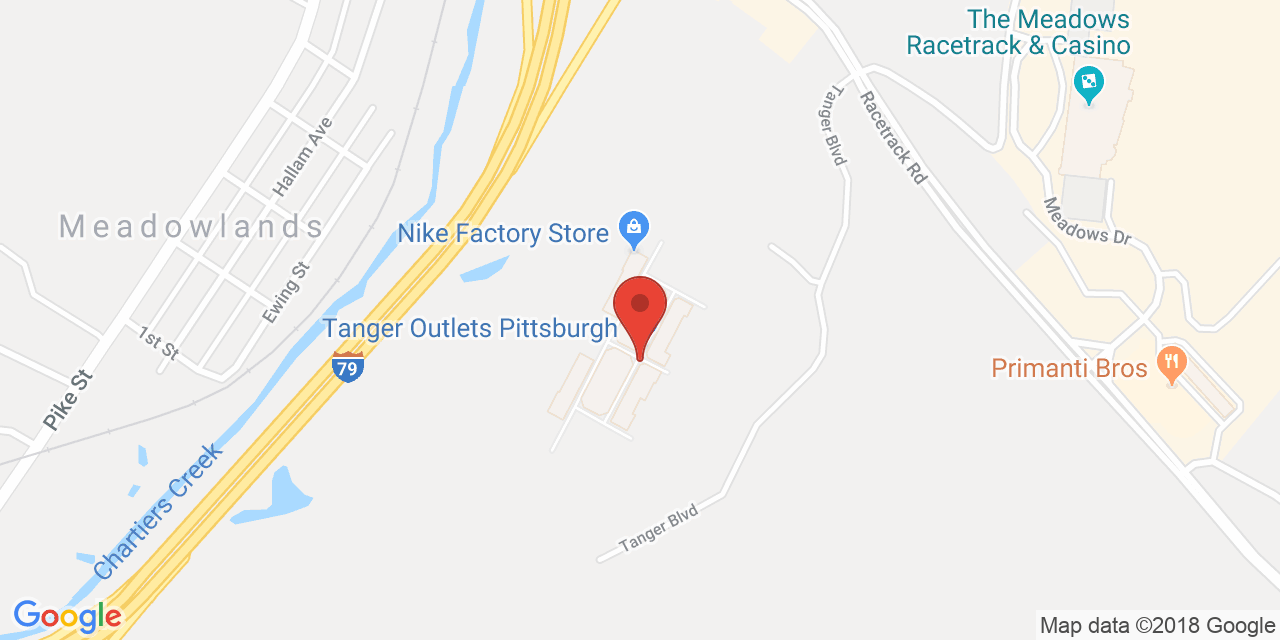 The Meadows
Racetrack & Casino
Tanger Blvd
Racetrack Rd
Hallam Ave
Meadowlands
Nike Factory Store
Meadows Dr
Ewing St
1st St
Tanger Outlets Pittsburgh
79
Pike St
Primanti Bros
Chartiers Creek
Tanger Blvd
Google
Map data ©2018 Google